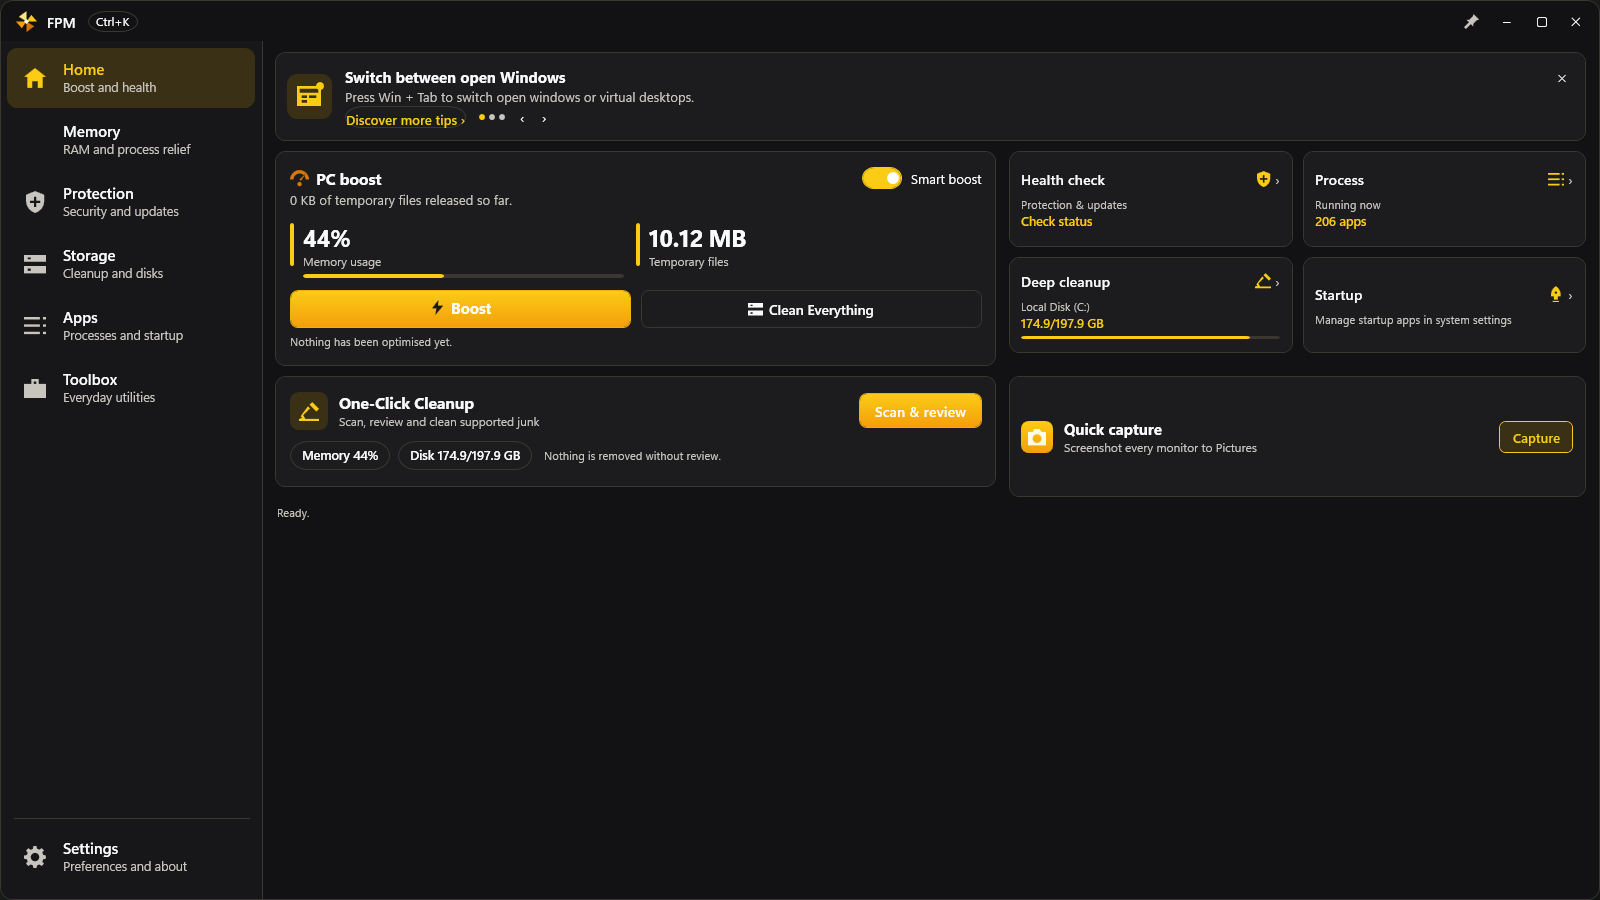 FPM Ctrl+K
Home
Boost and health
Memory
RAM and process relief
Protection
Security and updates
Storage
Cleanup and disks
Apps
Processes and startup
Toolbox
Everyday utilities
Settings
Preferences and about
Switch between open Windows
Press Win + Tab to switch open windows or virtual desktops.
Discover more tips ›
PC boost
Smart boost
0 KB of temporary files released so far.
44%
Memory usage
10.12 MB
Temporary files
Boost
Clean Everything
Nothing has been optimised yet.
Health check
Protection & updates
Check status
Process
Running now
206 apps
Deep cleanup
Local Disk (C:)
174.9/197.9 GB
Startup
Manage startup apps in system settings
One-Click Cleanup
Scan, review and clean supported junk
Scan & review
Memory 44%
Disk 174.9/197.9 GB
Nothing is removed without review.
Quick capture
Screenshot every monitor to Pictures
Capture
Ready.